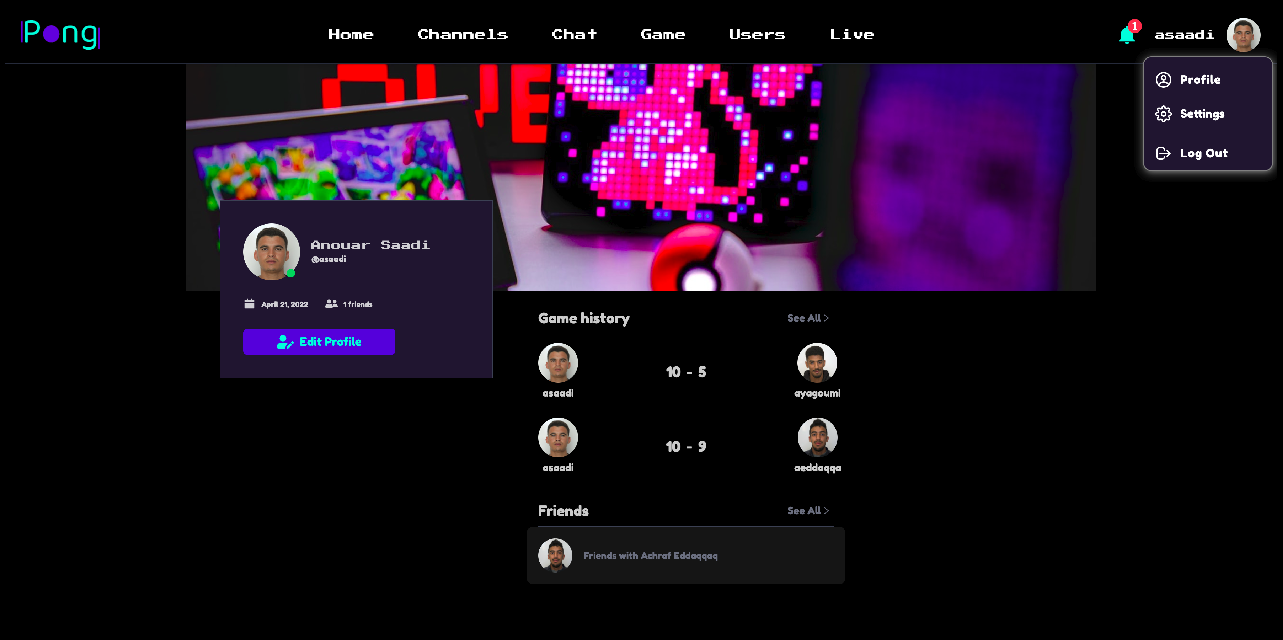 Pong
Home Channels Chat Game Users Live
1 asaadi
Profile
Settings
Log Out
Anouar Saadi
@asaadi
April 21, 2022 1 friends
Edit Profile
Game history See All >
10 - 5
asaadi ayagoumi
10 - 9
asaadi aeddaqqa
Friends See All >
Friends with Achraf Eddaqqaq